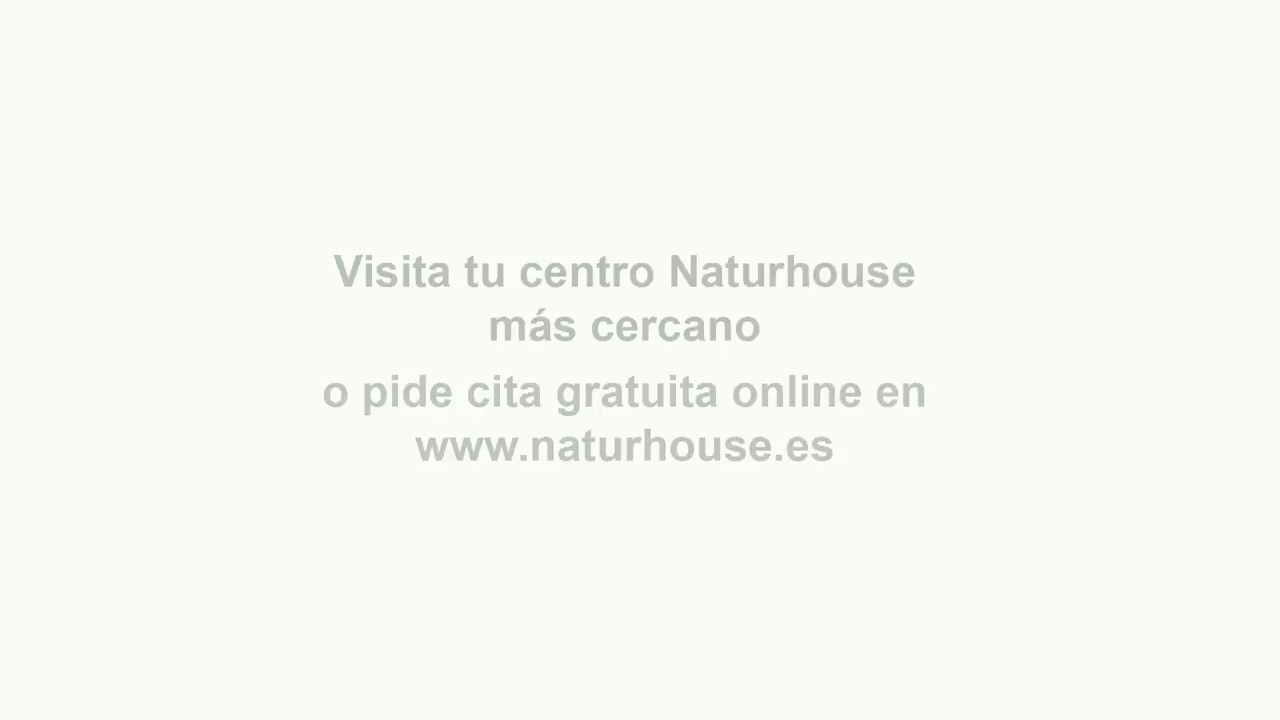 Visita tu centro Naturhouse
más cercano
o pide cita gratuita online en
www.naturhouse.es